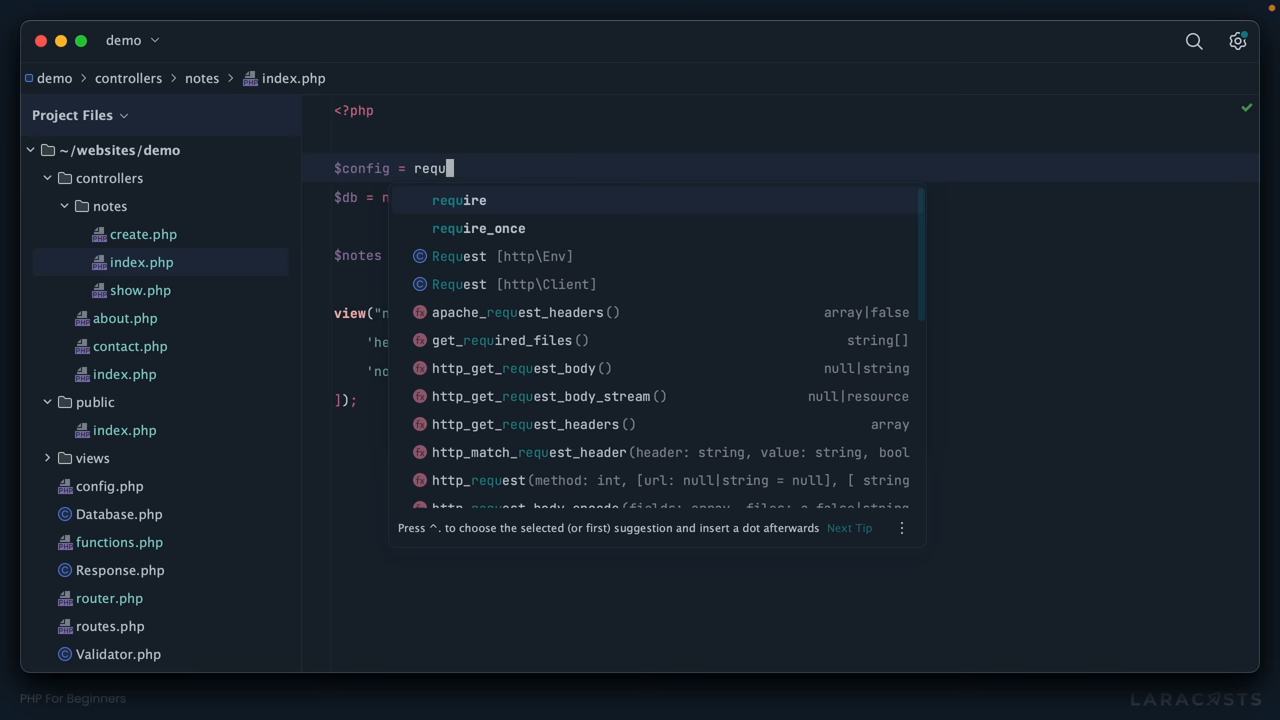 demo
demo > controllers > notes > index.php
Project Files
~/websites/demo
controllers
notes
create.php
index.php
show.php
about.php
contact.php
index.php
public
index.php
views
config.php
Database.php
functions.php
Response.php
router.php
routes.php
Validator.php
<?php
$config = requ
$db = n
$notes
view("n
'he
'no
]);
require
require_once
Request [http\Env]
Request [http\Client]
apache_request_headers() array|false
get_required_files() string[]
http_get_request_body() null|string
http_get_request_body_stream() null|resource
http_get_request_headers() array
http_match_request_header(header: string, value: string, bool
http_request(method: int, [url: null|string = null], [ string
Press ^. to choose the selected (or first) suggestion and insert a dot afterwards Next Tip
PHP For Beginners
LARACASTS